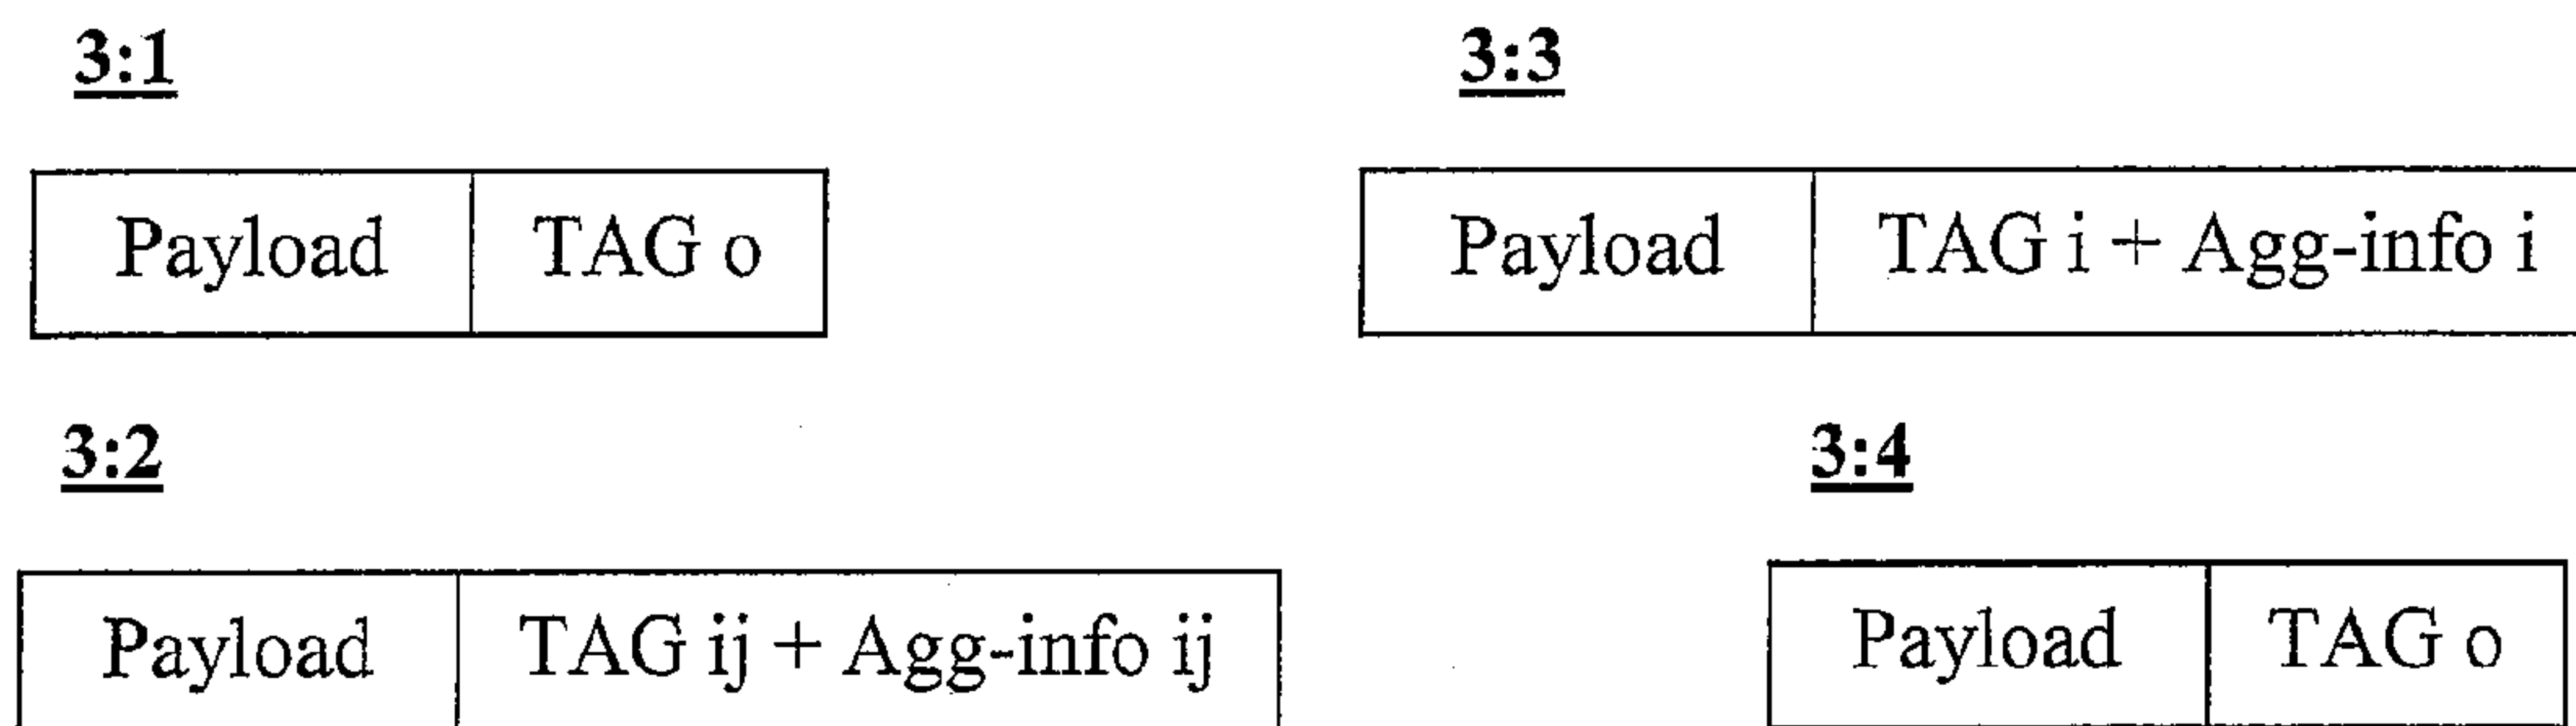 3:1
Payload TAG o
3:3
Payload TAG i + Agg-info i
3:2
Payload TAG ij + Agg-info ij
3:4
Payload TAG o